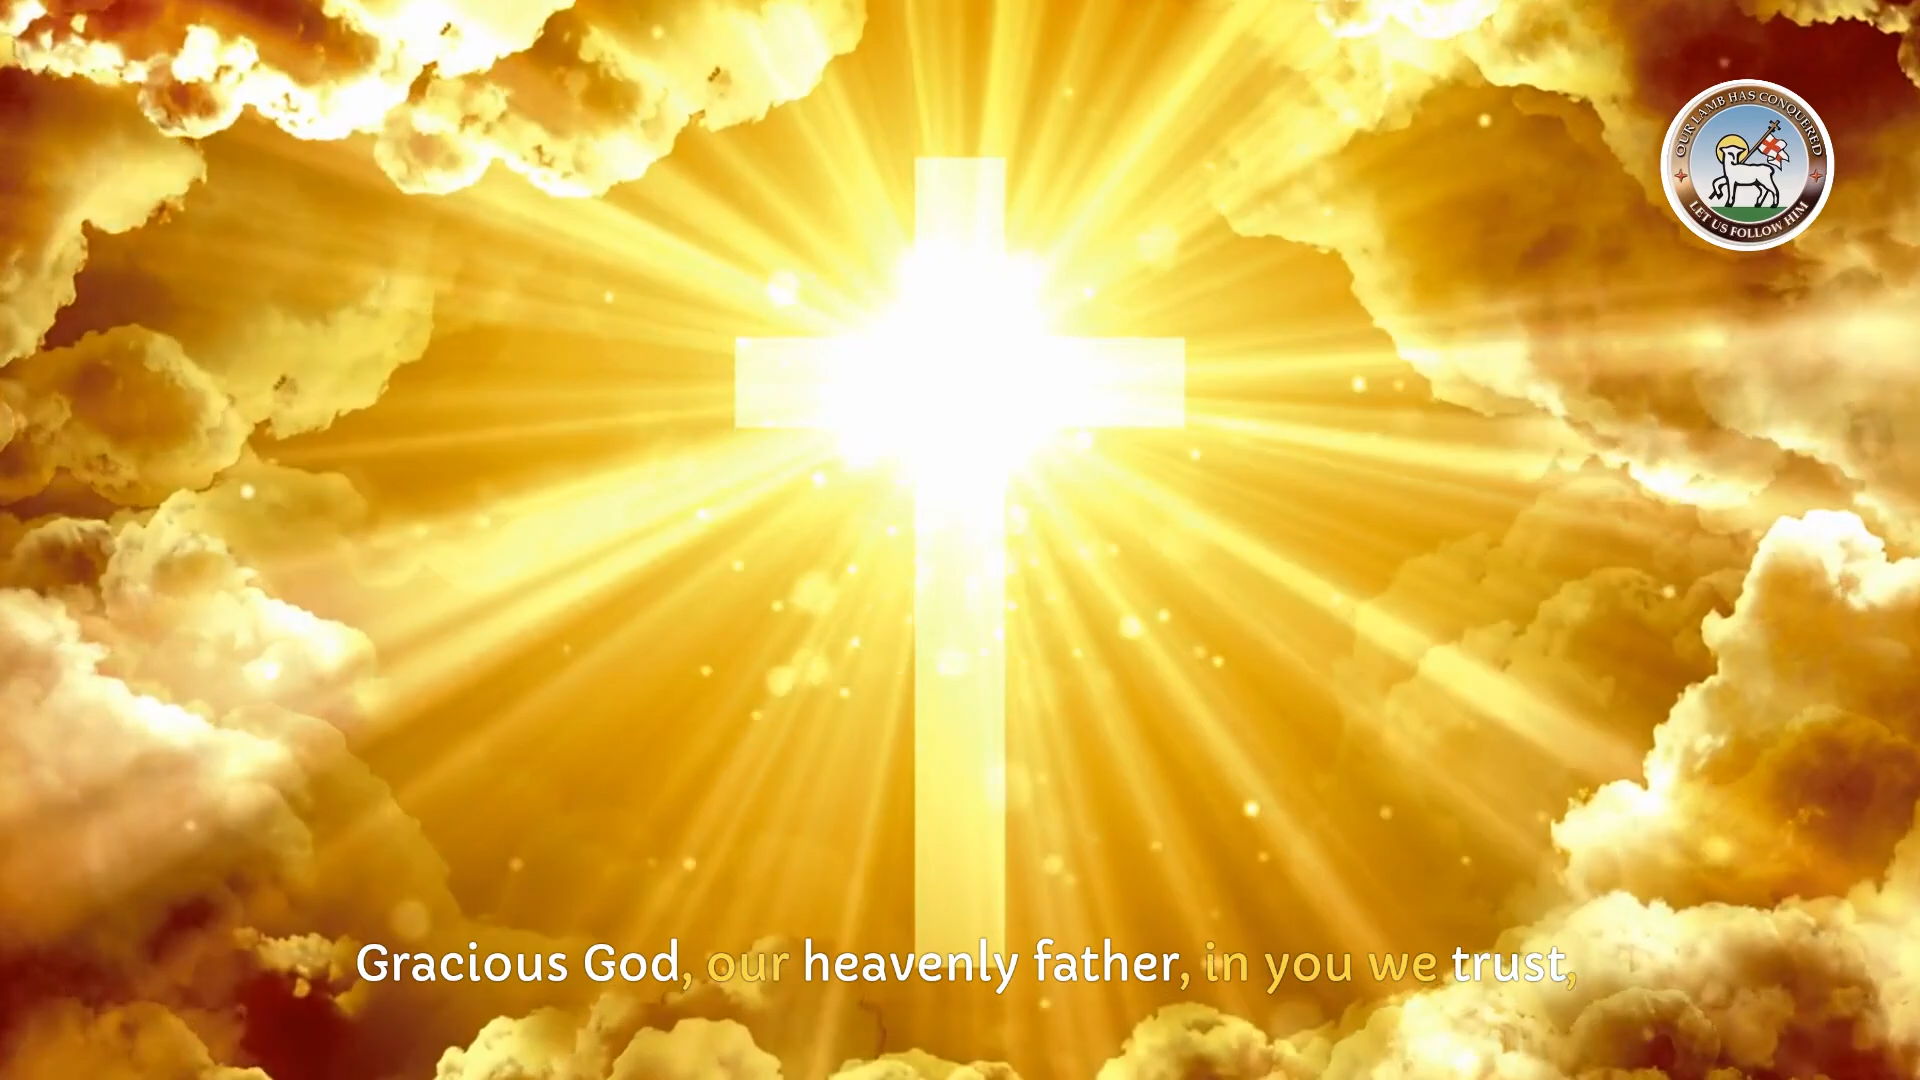 OUR LAMB HAS CONQUERED
LET US FOLLOW HIM
Gracious God, our heavenly father, in you we trust,